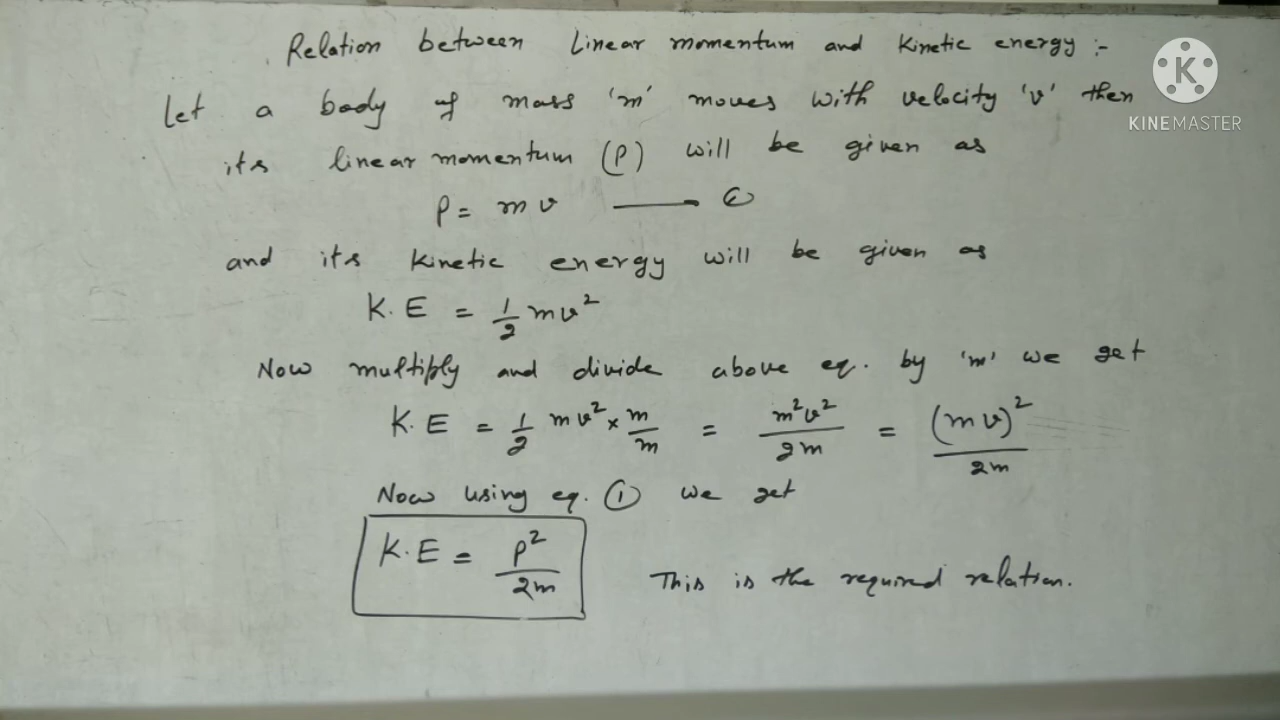 Relation between Linear momentum and Kinetic energy :-
Let a body of mass 'm' moves with velocity 'v' then
its linear momentum (P) will be given as
P = mv —— ①
and its Kinetic energy will be given as
K.E = 1/2 mv²
Now multiply and divide above eq. by 'm' we get
K.E = 1/2 mv² × m/m = m²v²/2m = (mv)²/2m
Now using eq. ① we get
K.E = P²/2m This is the required relation.
K
KINEMASTER